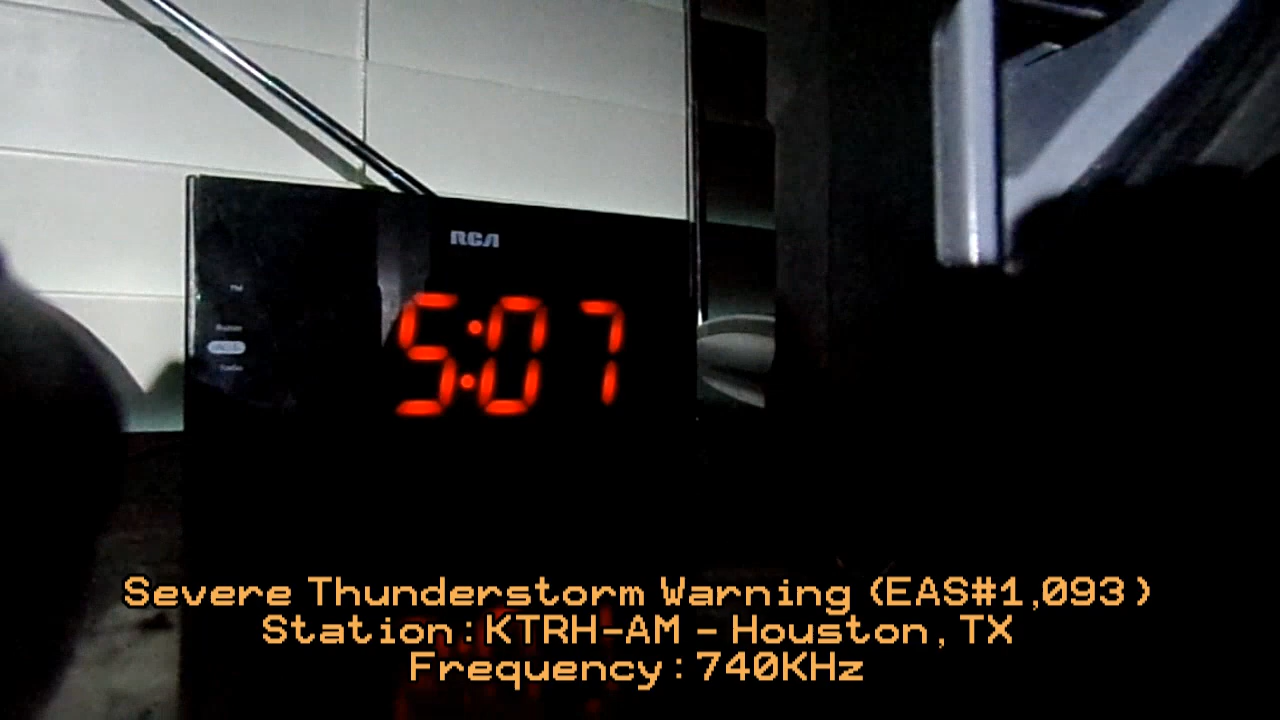 RCA
5:07
Severe Thunderstorm Warning (EAS#1,093)
Station:KTRH-AM - Houston, TX
Frequency:740KHz